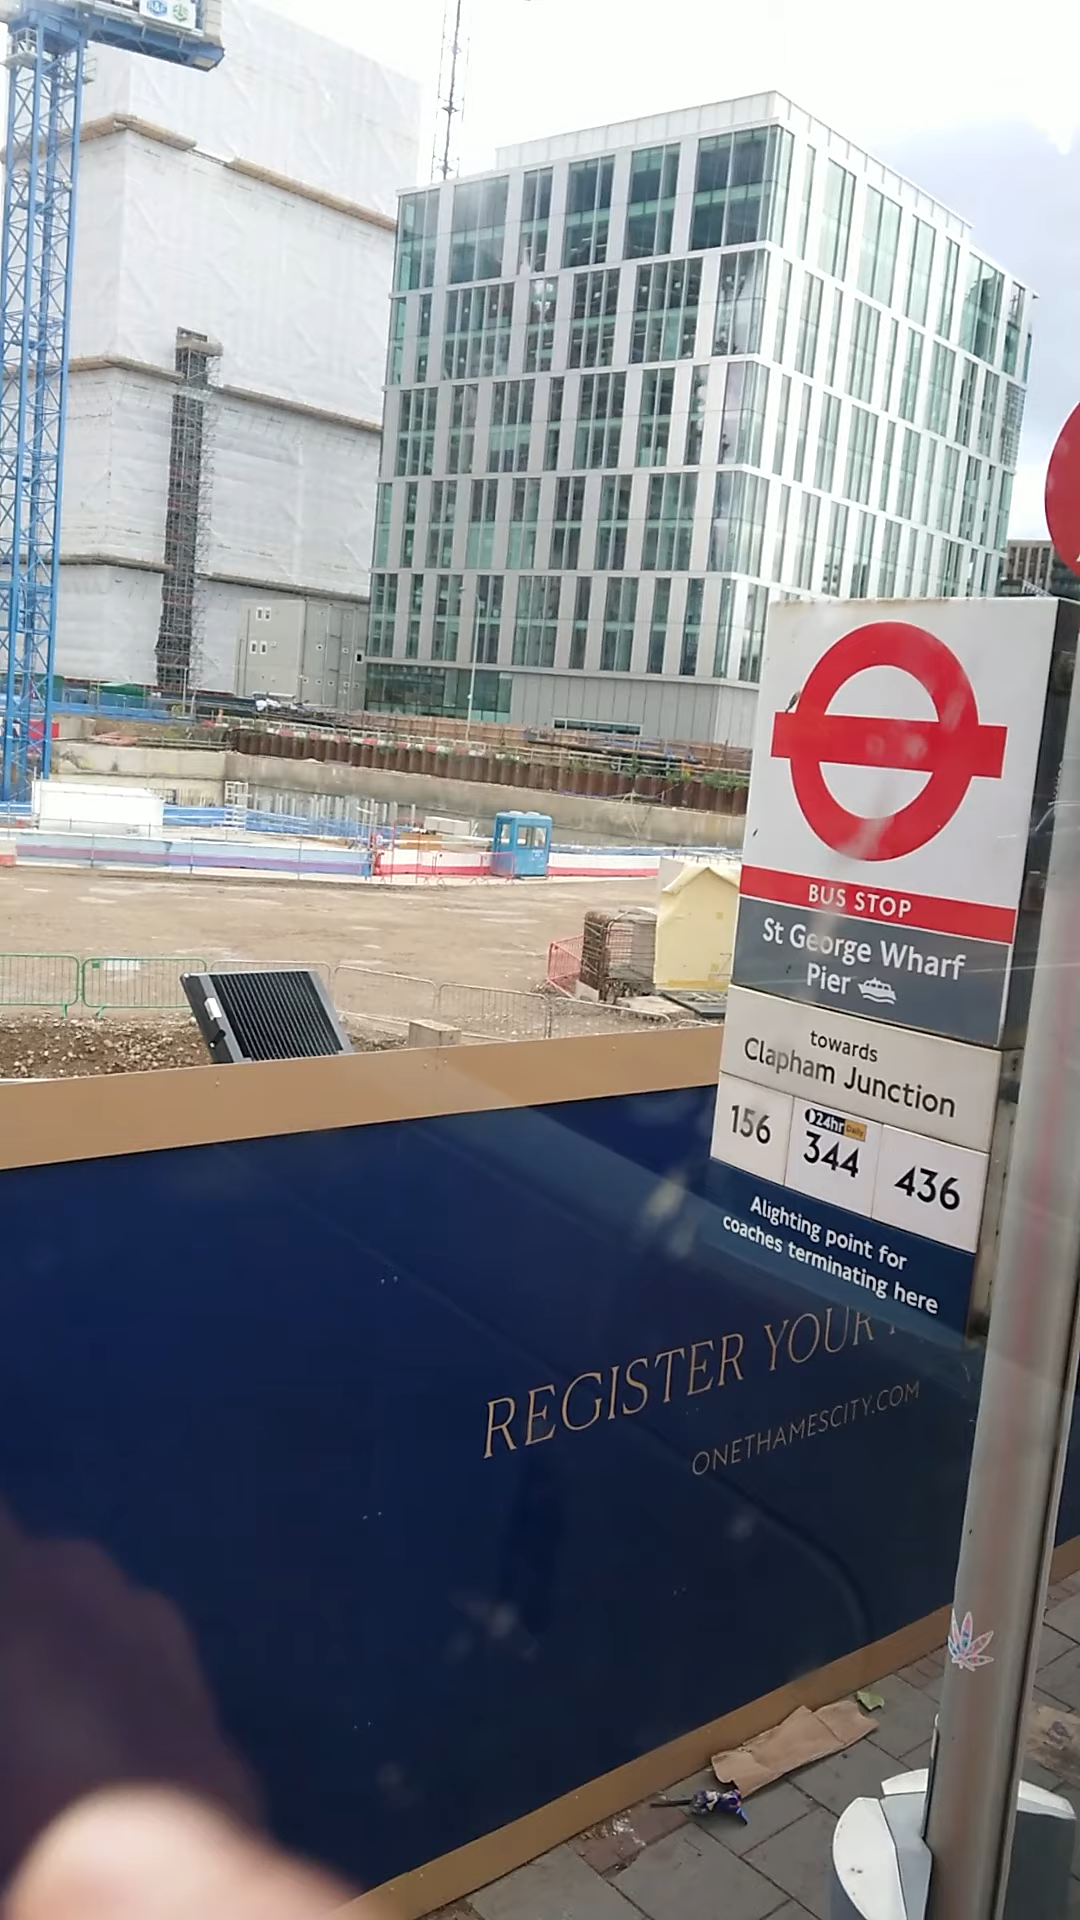 BUS STOP
St George Wharf
Pier
towards
Clapham Junction
156
24hr Daily
344
436
Alighting point for
coaches terminating here
REGISTER YOUR
ONETHAMESCITY.COM